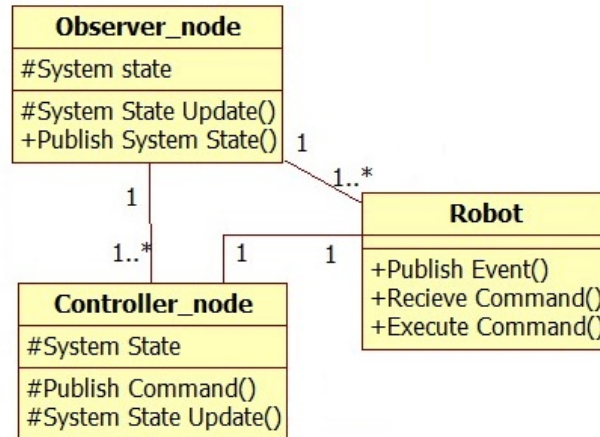 Observer_node
#System state
#System State Update()
+Publish System State()
1
1
1..*
1..*
1
1
Robot
+Publish Event()
+Recieve Command()
+Execute Command()
Controller_node
#System State
#Publish Command()
#System State Update()